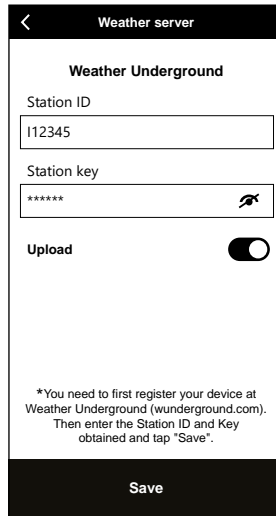 Weather server
Weather Underground
Station ID
I12345
Station key
******
Upload
*You need to first register your device at
Weather Underground (wunderground.com).
Then enter the Station ID and Key
obtained and tap "Save".
Save